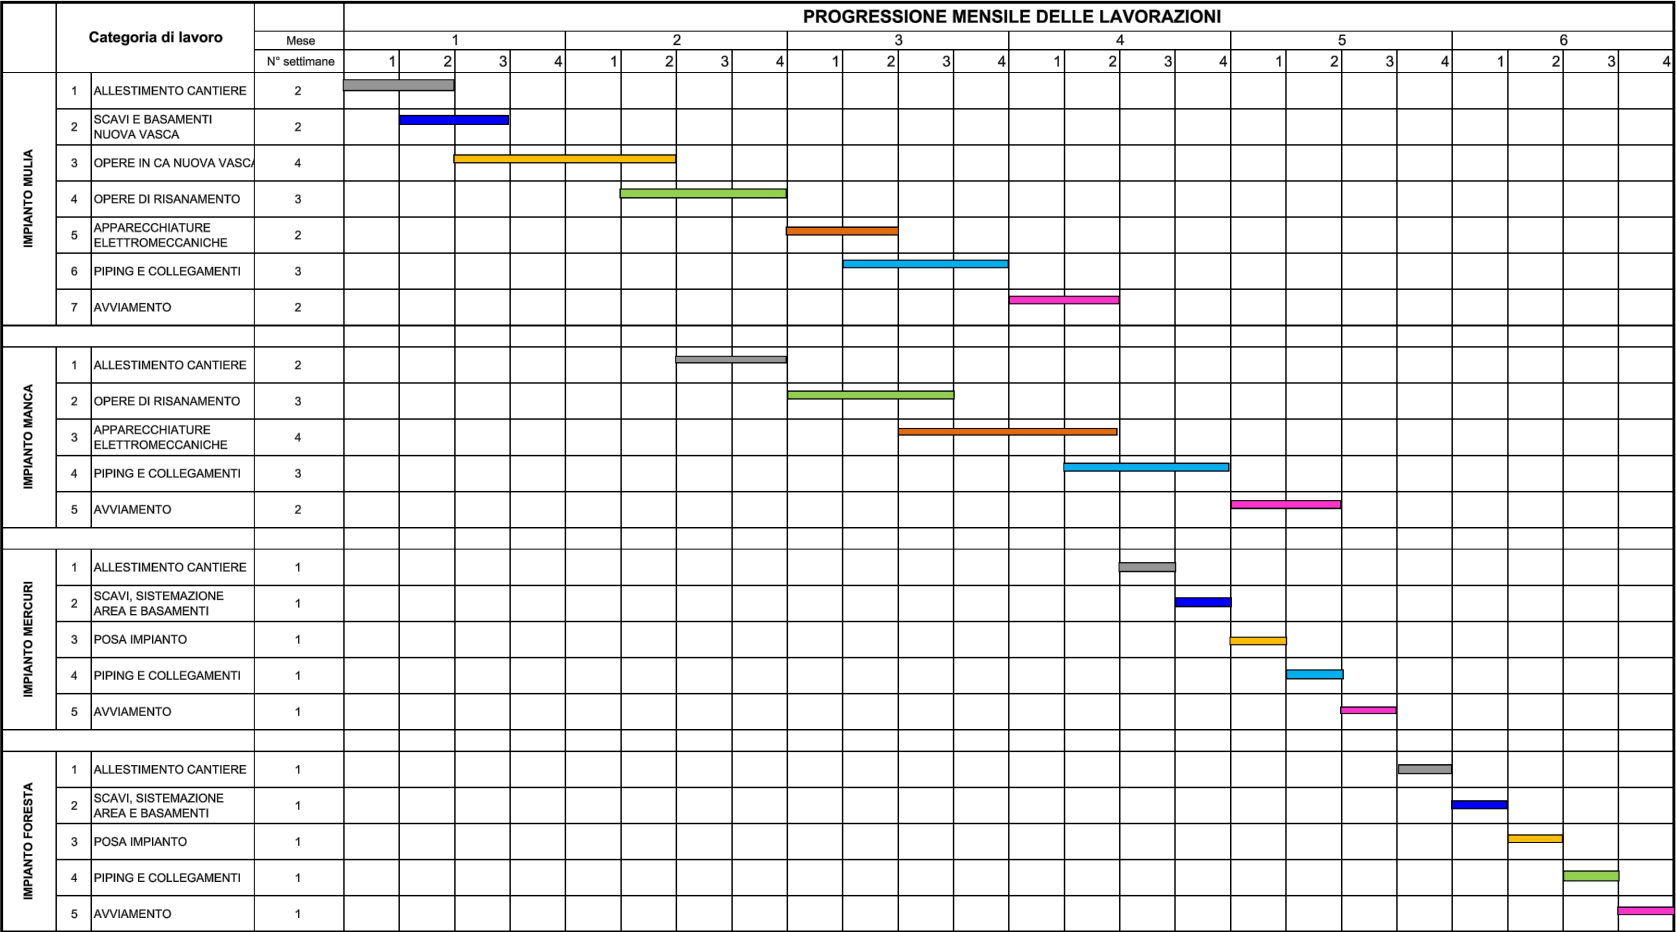 PROGRESSIONE MENSILE DELLE LAVORAZIONI
Categoria di lavoro
Mese 1 2 3 4 5 6
N° settimane 1 2 3 4 1 2 3 4 1 2 3 4 1 2 3 4 1 2 3 4 1 2 3 4
IMPIANTO MULIA
1 ALLESTIMENTO CANTIERE 2
2 SCAVI E BASAMENTI
NUOVA VASCA 2
3 OPERE IN CA NUOVA VASCA 4
4 OPERE DI RISANAMENTO 3
5 APPARECCHIATURE
ELETTROMECCANICHE 2
6 PIPING E COLLEGAMENTI 3
7 AVVIAMENTO 2
IMPIANTO MANCA
1 ALLESTIMENTO CANTIERE 2
2 OPERE DI RISANAMENTO 3
3 APPARECCHIATURE
ELETTROMECCANICHE 4
4 PIPING E COLLEGAMENTI 3
5 AVVIAMENTO 2
IMPIANTO MERCURI
1 ALLESTIMENTO CANTIERE 1
2 SCAVI, SISTEMAZIONE
AREA E BASAMENTI 1
3 POSA IMPIANTO 1
4 PIPING E COLLEGAMENTI 1
5 AVVIAMENTO 1
IMPIANTO FORESTA
1 ALLESTIMENTO CANTIERE 1
2 SCAVI, SISTEMAZIONE
AREA E BASAMENTI 1
3 POSA IMPIANTO 1
4 PIPING E COLLEGAMENTI 1
5 AVVIAMENTO 1